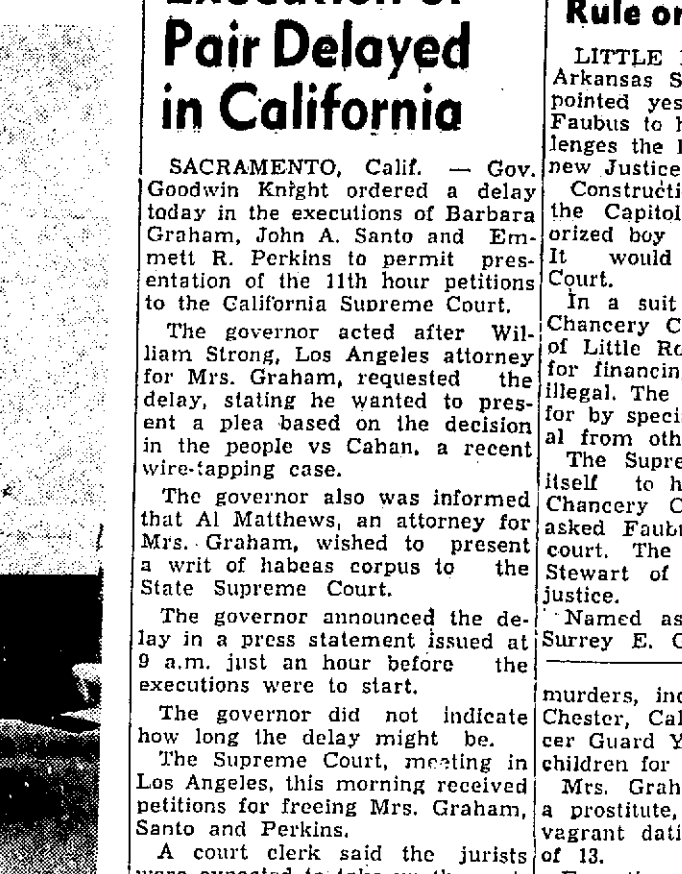 Execution of
Pair Delayed
in California
SACRAMENTO, Calif. — Gov.
Goodwin Knight ordered a delay
today in the executions of Barbara
Graham, John A. Santo and Em-
mett R. Perkins to permit pres-
entation of the 11th hour petitions
to the California Supreme Court.
The governor acted after Wil-
liam Strong, Los Angeles attorney
for Mrs. Graham, requested the
delay, stating he wanted to pres-
ent a plea based on the decision
in the people vs Cahan, a recent
wire-tapping case.
The governor also was informed
that Al Matthews, an attorney for
Mrs. Graham, wished to present
a writ of habeas corpus to the
State Supreme Court.
The governor announced the de-
lay in a press statement issued at
9 a.m. just an hour before the
executions were to start.
The governor did not indicate
how long the delay might be.
The Supreme Court, meeting in
Los Angeles, this morning received
petitions for freeing Mrs. Graham,
Santo and Perkins.
A court clerk said the jurists
were expected to take up the
Rule or
LITTLE
Arkansas S
pointed yes
Faubus to h
lenges the
new Justice
Constructi
the Capitol
orized boy
It would
Court.
In a suit
Chancery C
of Little Ro
for financin
illegal. The
for by speci
al from oth
The Supre
itself to h
Chancery C
asked Faub
court. The
Stewart of
justice.
Named as
Surrey E. C
murders, inc
Chester, Cal
cer Guard Y
children for
Mrs. Grah
a prostitute,
vagrant dati
of 13.